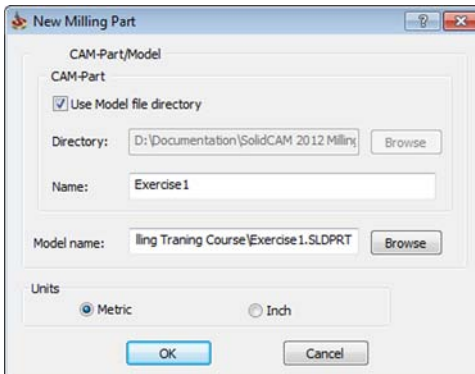 New Milling Part
CAM-Part/Model
CAM-Part
Use Model file directory
Directory: D:\Documentation\SolidCAM 2012 Milling Browse
Name: Exercise1
Model name: lling Traning Course\Exercise1.SLDPRT Browse
Units
Metric Inch
OK Cancel